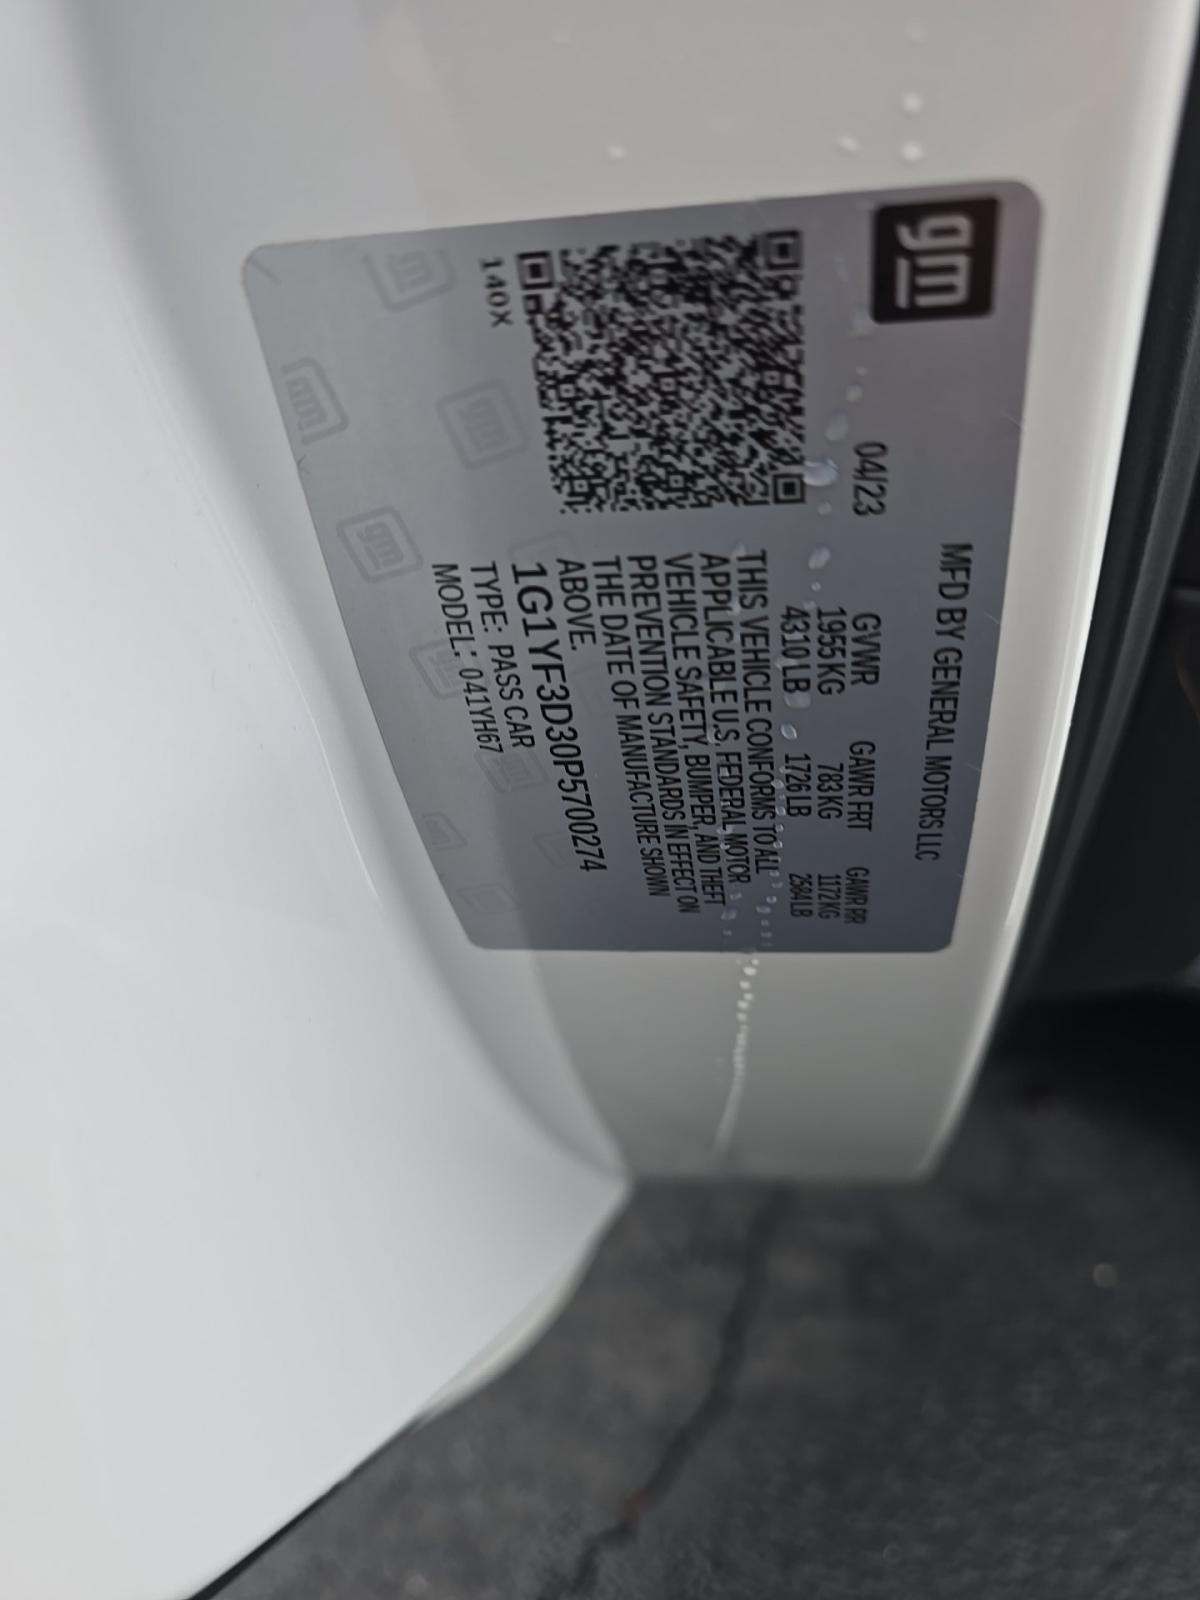 gm
MFD BY GENERAL MOTORS LLC
04/23
GVWR GAWR FRT GAWR RR
1955 KG 783 KG 1172 KG
4310 LB 1726 LB 2584 LB
THIS VEHICLE CONFORMS TO ALL
APPLICABLE U.S. FEDERAL MOTOR
VEHICLE SAFETY, BUMPER, AND THEFT
PREVENTION STANDARDS IN EFFECT ON
THE DATE OF MANUFACTURE SHOWN
ABOVE.
1G1YF3D30P5700274
TYPE: PASS CAR
MODEL: 041YH67
140X